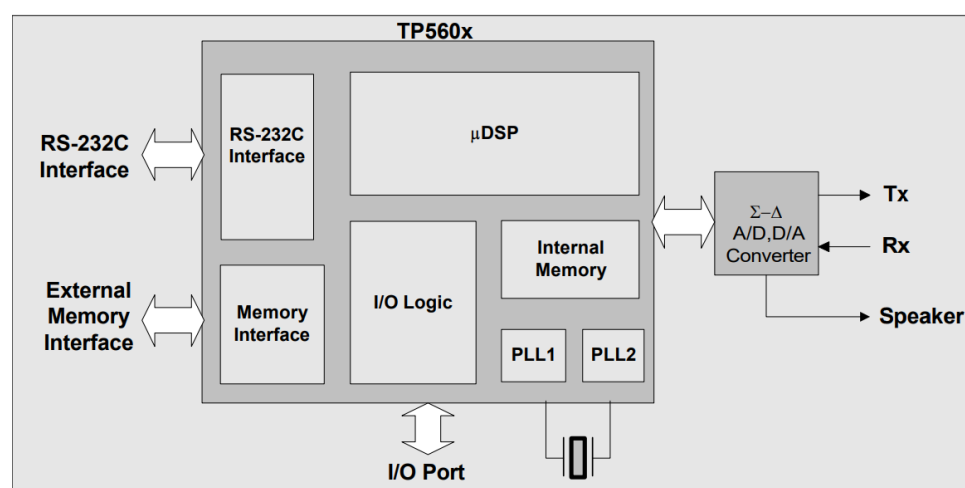 TP560x
RS-232C
Interface
RS-232C
Interface
μDSP
Σ−Δ
A/D,D/A
Converter
Tx
Rx
Speaker
External
Memory
Interface
Memory
Interface
I/O Logic
Internal
Memory
PLL1
PLL2
I/O Port